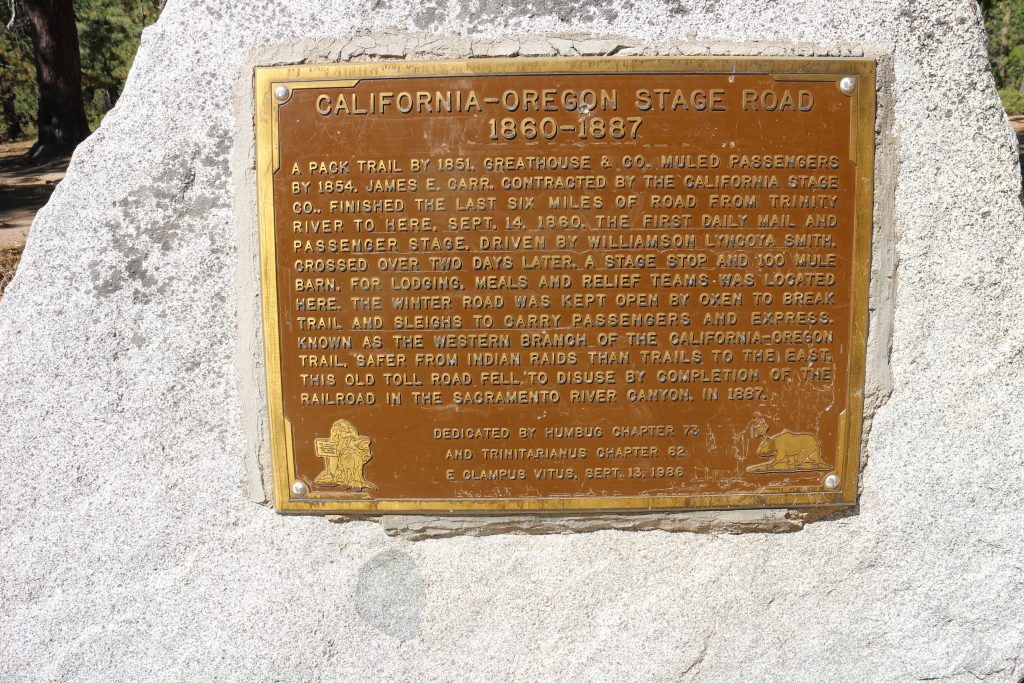 CALIFORNIA-OREGON STAGE ROAD
1860-1887
A PACK TRAIL BY 1851, GREATHOUSE & CO., MULED PASSENGERS
BY 1854. JAMES E. CARR, CONTRACTED BY THE CALIFORNIA STAGE
CO., FINISHED THE LAST SIX MILES OF ROAD FROM TRINITY
RIVER TO HERE, SEPT. 14, 1860. THE FIRST DAILY MAIL AND
PASSENGER STAGE, DRIVEN BY WILLIAMSON LYNCOYA SMITH,
CROSSED OVER TWO DAYS LATER. A STAGE STOP AND 100 MULE
BARN, FOR LODGING, MEALS AND RELIEF TEAMS WAS LOCATED
HERE. THE WINTER ROAD WAS KEPT OPEN BY OXEN TO BREAK
TRAIL AND SLEIGHS TO CARRY PASSENGERS AND EXPRESS.
KNOWN AS THE WESTERN BRANCH OF THE CALIFORNIA-OREGON
TRAIL, SAFER FROM INDIAN RAIDS THAN TRAILS TO THE EAST,
THIS OLD TOLL ROAD FELL TO DISUSE BY COMPLETION OF THE
RAILROAD IN THE SACRAMENTO RIVER CANYON, IN 1887.
DEDICATED BY HUMBUG CHAPTER 73
AND TRINITARIANUS CHAPTER 62
E CLAMPUS VITUS, SEPT. 13, 1986